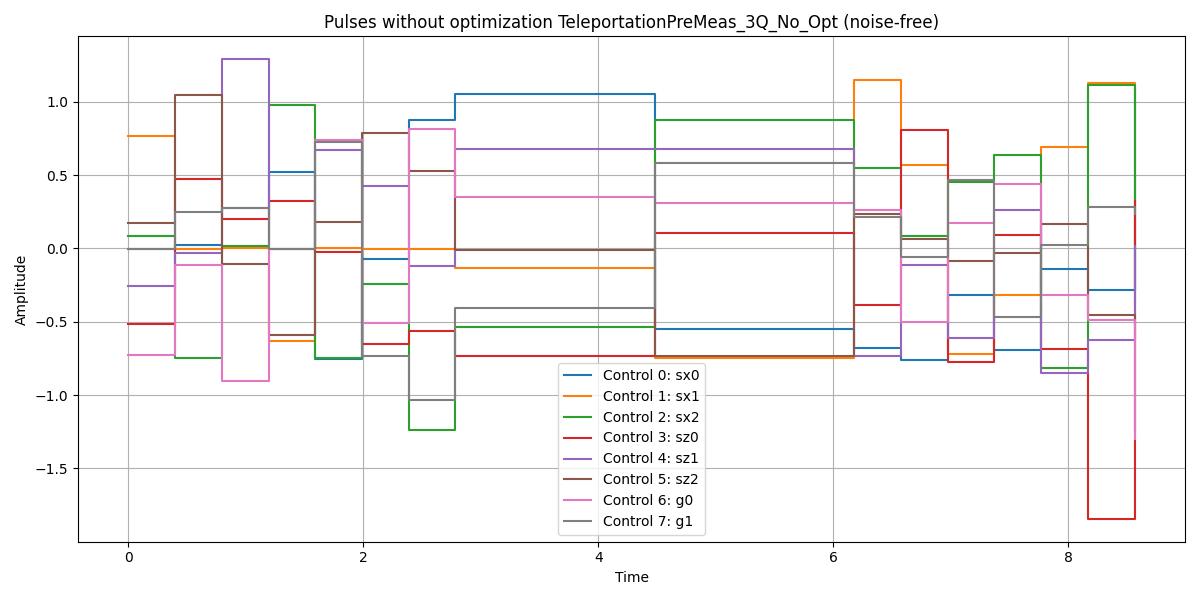 Pulses without optimization TeleportationPreMeas_3Q_No_Opt (noise-free)
Amplitude
1.0
0.5
0.0
−0.5
−1.0
−1.5
0 2 4 6 8
Time
Control 0: sx0
Control 1: sx1
Control 2: sx2
Control 3: sz0
Control 4: sz1
Control 5: sz2
Control 6: g0
Control 7: g1